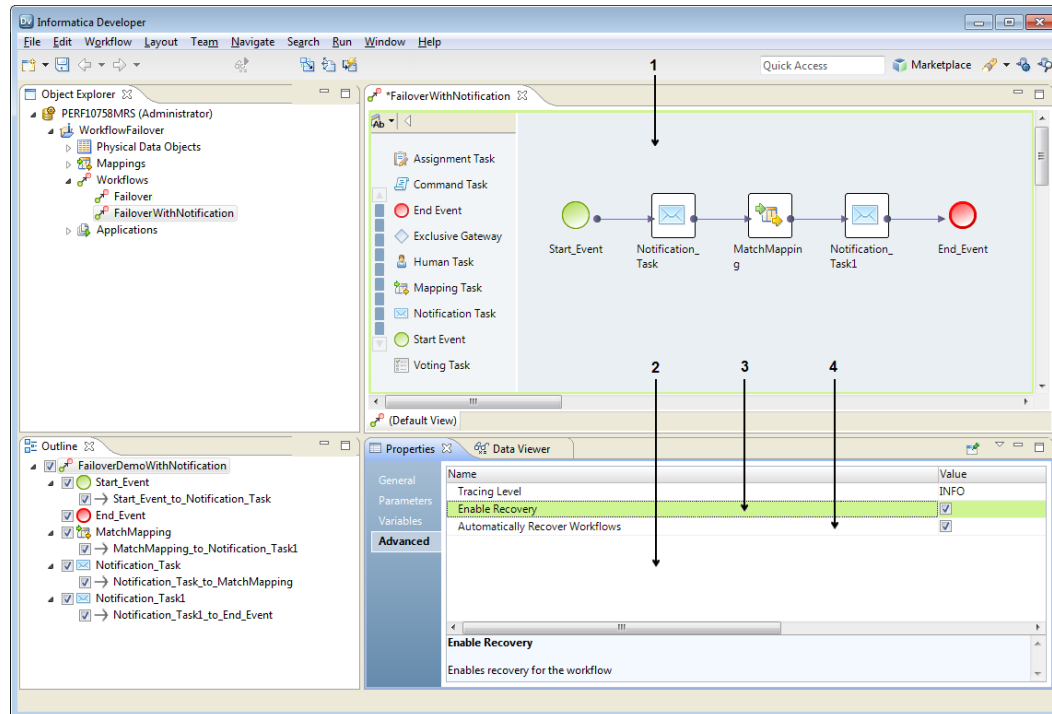 Dv Informatica Developer
File Edit Workflow Layout Team Navigate Search Run Window Help
1
Quick Access
Marketplace
Object Explorer
PERF10758MRS (Administrator)
WorkflowFailover
Physical Data Objects
Mappings
Workflows
Failover
FailoverWithNotification
Applications
*FailoverWithNotification
Ab
Assignment Task
Command Task
End Event
Exclusive Gateway
Human Task
Mapping Task
Notification Task
Start Event
Voting Task
Start_Event
Notification_
Task
MatchMappin
g
Notification_
Task1
End_Event
2 3 4
(Default View)
Outline
FailoverDemoWithNotification
Start_Event
Start_Event_to_Notification_Task
End_Event
MatchMapping
MatchMapping_to_Notification_Task1
Notification_Task
Notification_Task_to_MatchMapping
Notification_Task1
Notification_Task1_to_End_Event
Properties Data Viewer
General
Parameters
Variables
Advanced
Name Value
Tracing Level INFO
Enable Recovery
Automatically Recover Workflows
Enable Recovery
Enables recovery for the workflow